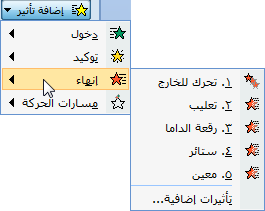 إضافة تأثير
دخول
توكيد
إنهاء
مسارات الحركة
١. تحرك للخارج
٢. تعليب
٣. رقعة الداما
٤. ستائر
٥. معين
تأثيرات إضافية...